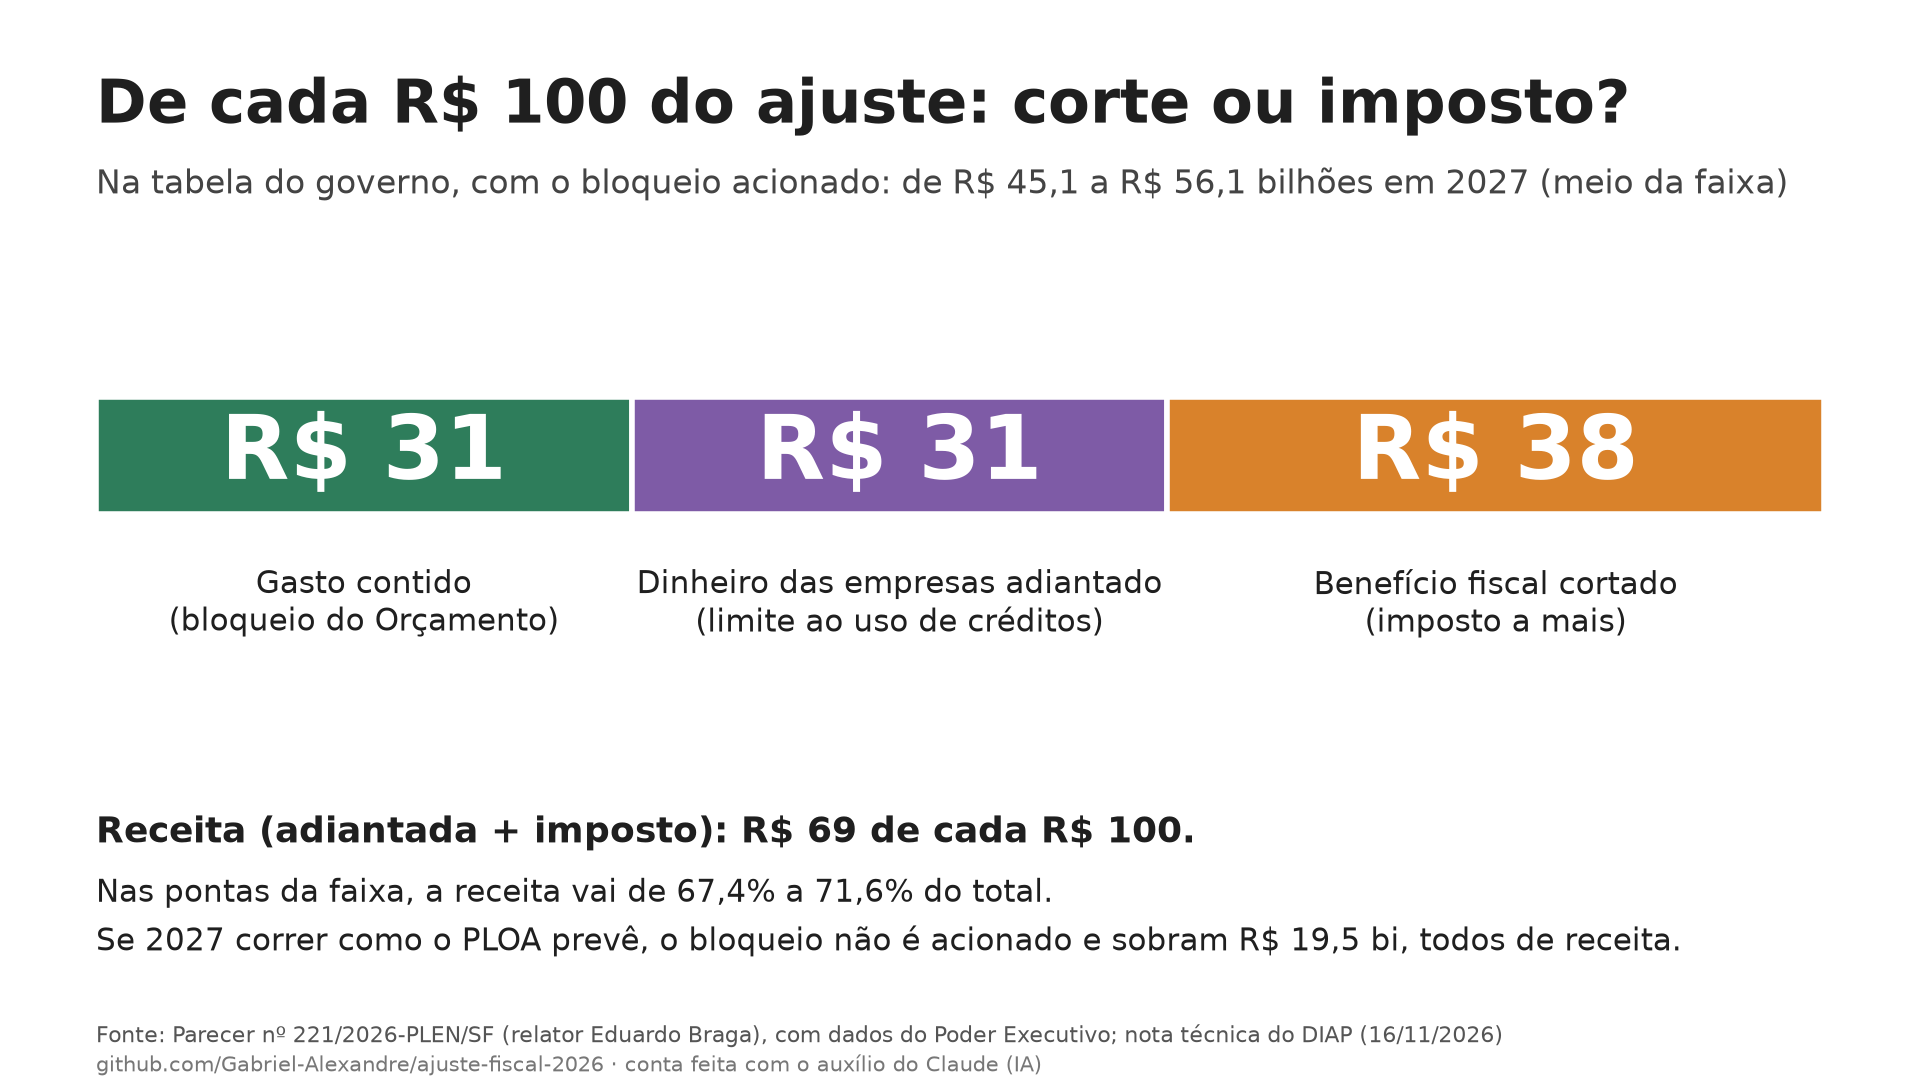 De cada R$ 100 do ajuste: corte ou imposto?
Na tabela do governo, com o bloqueio acionado: de R$ 45,1 a R$ 56,1 bilhões em 2027 (meio da faixa)
R$ 31
R$ 31
R$ 38
Gasto contido
(bloqueio do Orçamento)
Dinheiro das empresas adiantado
(limite ao uso de créditos)
Benefício fiscal cortado
(imposto a mais)
Receita (adiantada + imposto): R$ 69 de cada R$ 100.
Nas pontas da faixa, a receita vai de 67,4% a 71,6% do total.
Se 2027 correr como o PLOA prevê, o bloqueio não é acionado e sobram R$ 19,5 bi, todos de receita.
Fonte: Parecer nº 221/2026-PLEN/SF (relator Eduardo Braga), com dados do Poder Executivo; nota técnica do DIAP (16/11/2026)
github.com/Gabriel-Alexandre/ajuste-fiscal-2026 · conta feita com o auxílio do Claude (IA)